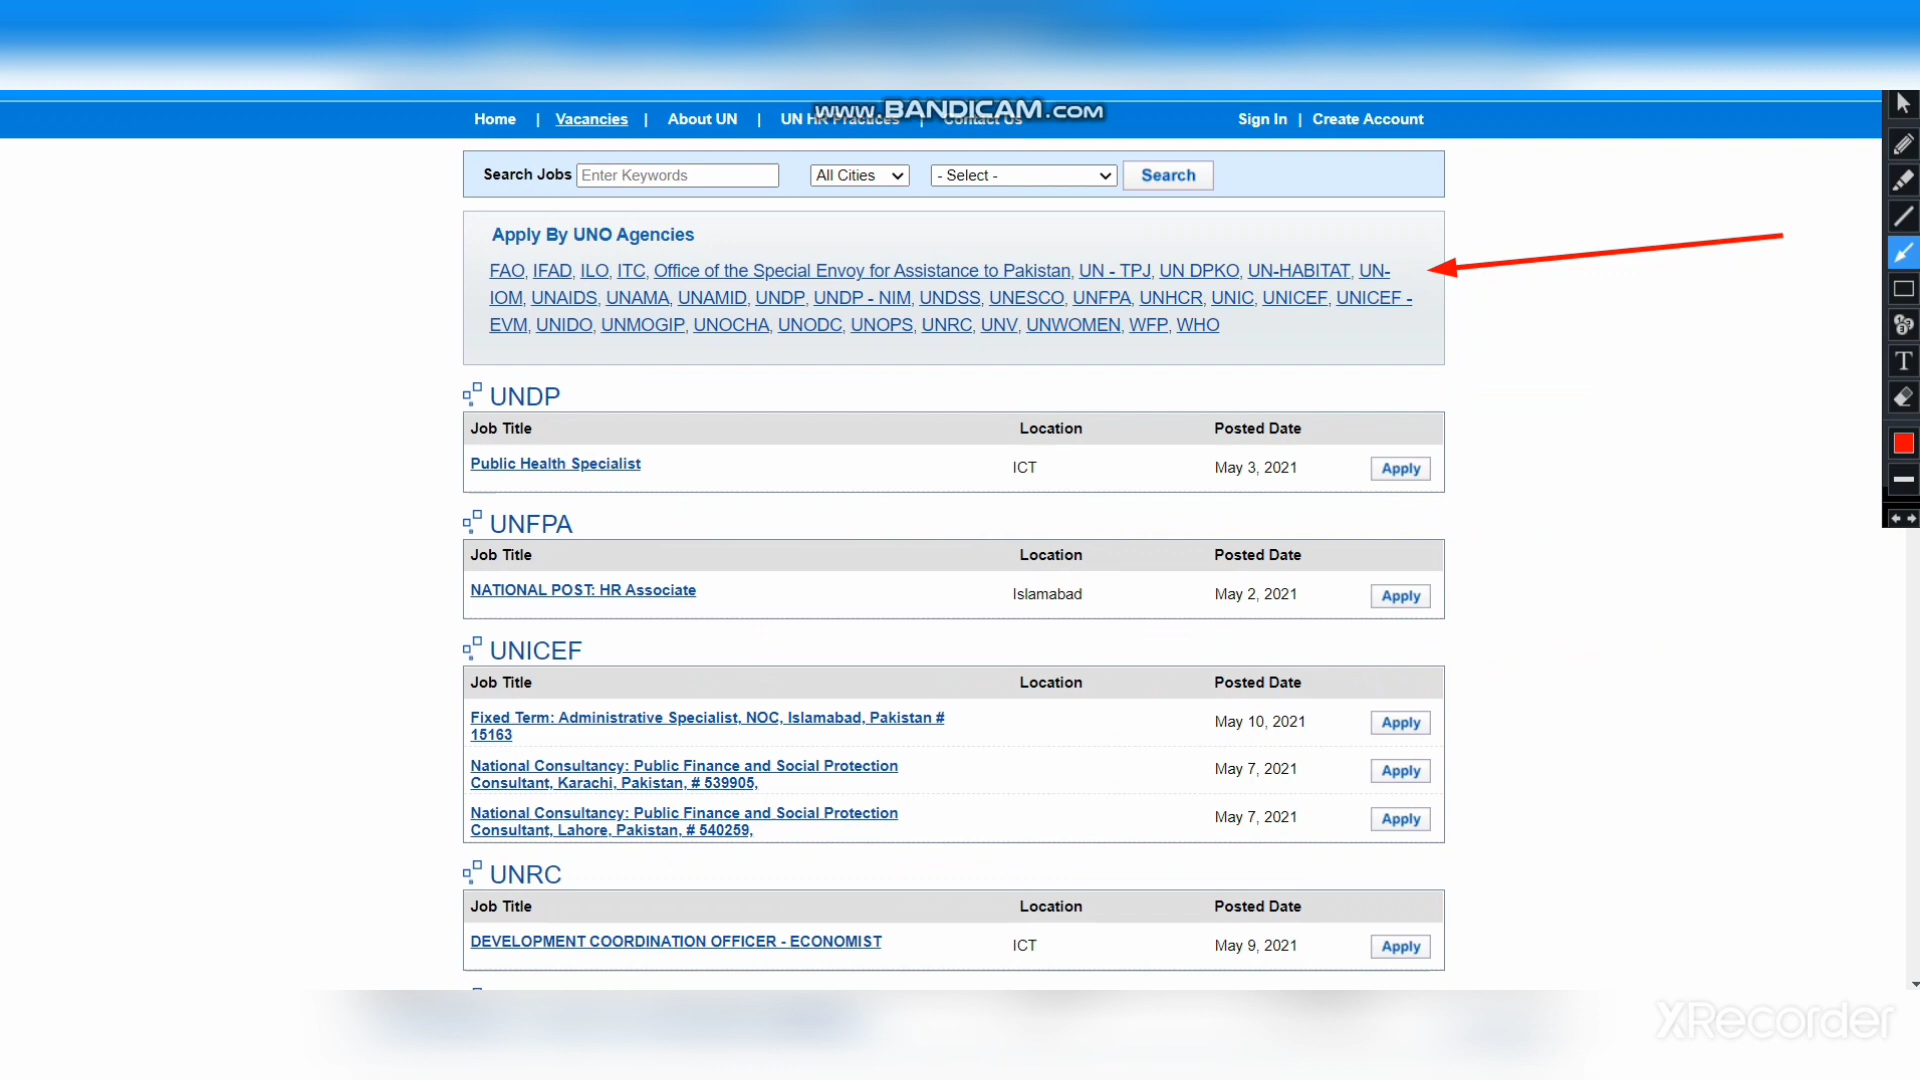 www.BANDICAM.com
Home | Vacancies | About UN | UN HR Practices | Contact Us Sign In | Create Account
Search Jobs Enter Keywords All Cities - Select - Search
Apply By UNO Agencies
FAO, IFAD, ILO, ITC, Office of the Special Envoy for Assistance to Pakistan, UN - TPJ, UN DPKO, UN-HABITAT, UN-
IOM, UNAIDS, UNAMA, UNAMID, UNDP, UNDP - NIM, UNDSS, UNESCO, UNFPA, UNHCR, UNIC, UNICEF, UNICEF -
EVM, UNIDO, UNMOGIP, UNOCHA, UNODC, UNOPS, UNRC, UNV, UNWOMEN, WFP, WHO
UNDP
Job Title Location Posted Date
Public Health Specialist ICT May 3, 2021 Apply
UNFPA
Job Title Location Posted Date
NATIONAL POST: HR Associate Islamabad May 2, 2021 Apply
UNICEF
Job Title Location Posted Date
Fixed Term: Administrative Specialist, NOC, Islamabad, Pakistan # May 10, 2021 Apply
15163
National Consultancy: Public Finance and Social Protection May 7, 2021 Apply
Consultant, Karachi, Pakistan, # 539905,
National Consultancy: Public Finance and Social Protection May 7, 2021 Apply
Consultant, Lahore, Pakistan, # 540259,
UNRC
Job Title Location Posted Date
DEVELOPMENT COORDINATION OFFICER - ECONOMIST ICT May 9, 2021 Apply
XRecorder